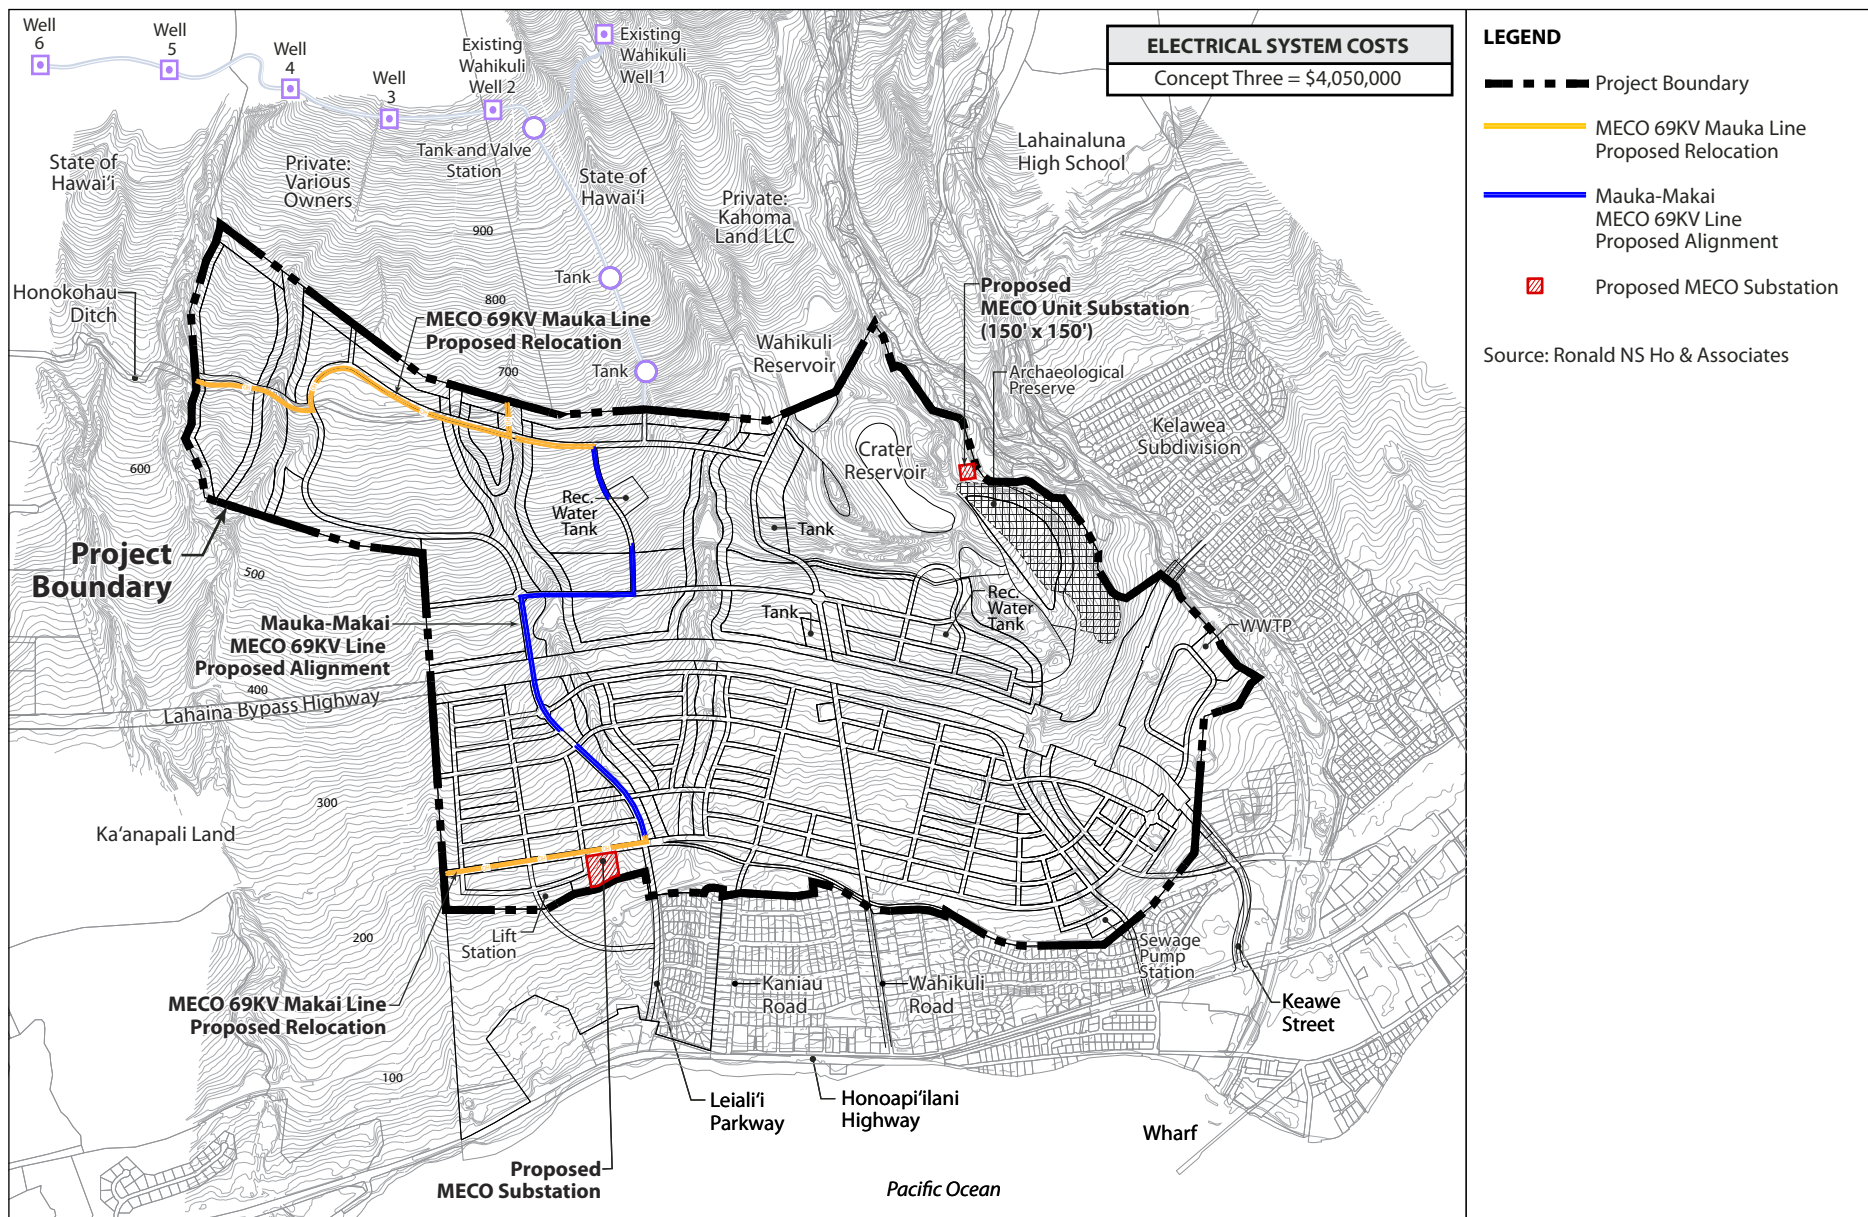 Well
6
Well
5
Well
4
Well
3
Existing
Wahikuli
Well 2
Existing
Wahikuli
Well 1
ELECTRICAL SYSTEM COSTS
Concept Three = $4,050,000
State of
Hawai‘i
Private:
Various
Owners
Tank and Valve
Station
State of
Hawai‘i
Private:
Kahoma
Land LLC
Lahainaluna
High School
900
Honokohau
Ditch
Tank
800
MECO 69KV Mauka Line
Proposed Relocation
Proposed
MECO Unit Substation
(150' x 150')
Wahikuli
Reservoir
Tank
700
Archaeological
Preserve
Kelawea
Subdivision
Crater
Reservoir
600
Rec.
Water
Tank
Tank
Project
Boundary
500
Rec.
Water
Tank
Tank
WWTP
Mauka-Makai
MECO 69KV Line
Proposed Alignment
400
Lahaina Bypass Highway
300
Ka‘anapali Land
200
Lift
Station
Sewage
Pump
Station
Kaniau
Road
Wahikuli
Road
MECO 69KV Makai Line
Proposed Relocation
Keawe
Street
100
Leiali‘i
Parkway
Honoapi‘ilani
Highway
Wharf
Proposed
MECO Substation
Pacific Ocean
LEGEND
Project Boundary
MECO 69KV Mauka Line
Proposed Relocation
Mauka-Makai
MECO 69KV Line
Proposed Alignment
Proposed MECO Substation
Source: Ronald NS Ho & Associates